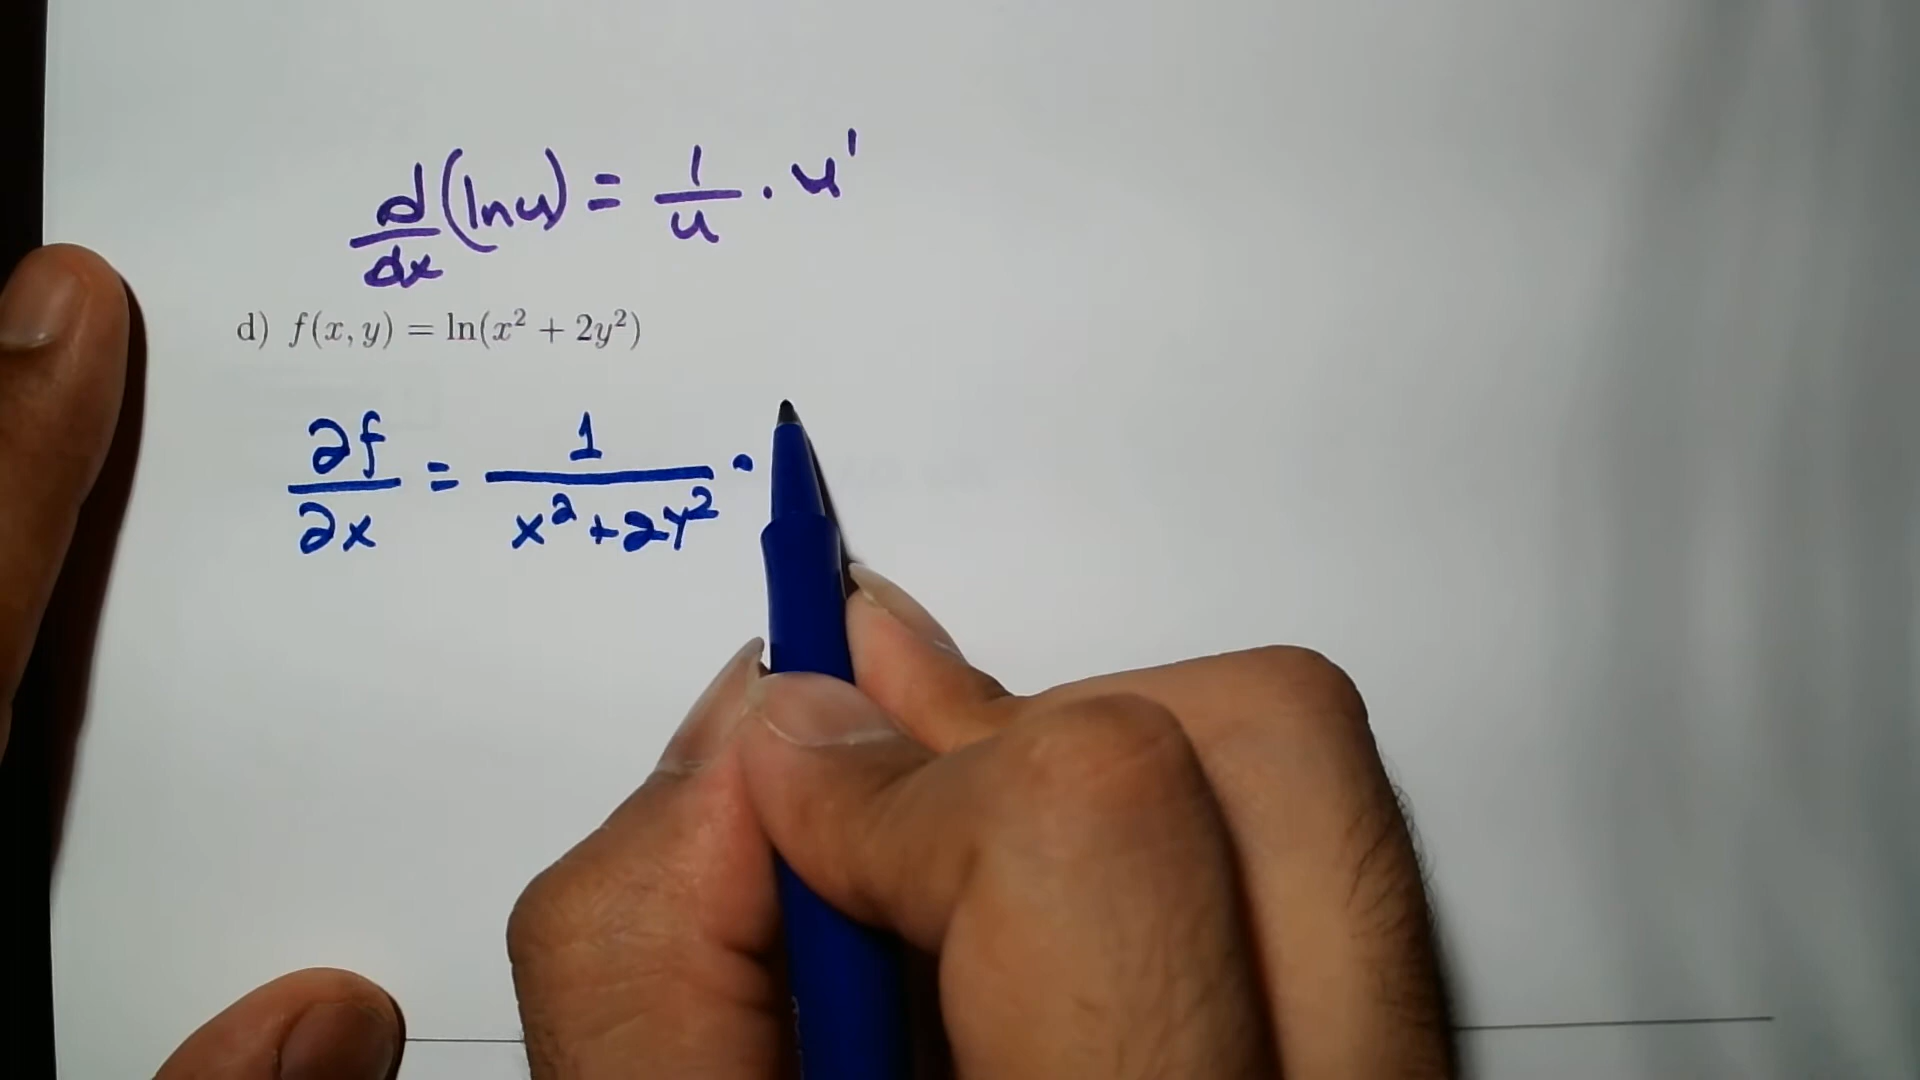 d/dx (ln u) = 1/u · u'
d) f(x, y) = ln(x² + 2y²)
∂f/∂x = 1/(x² + 2y²) ·